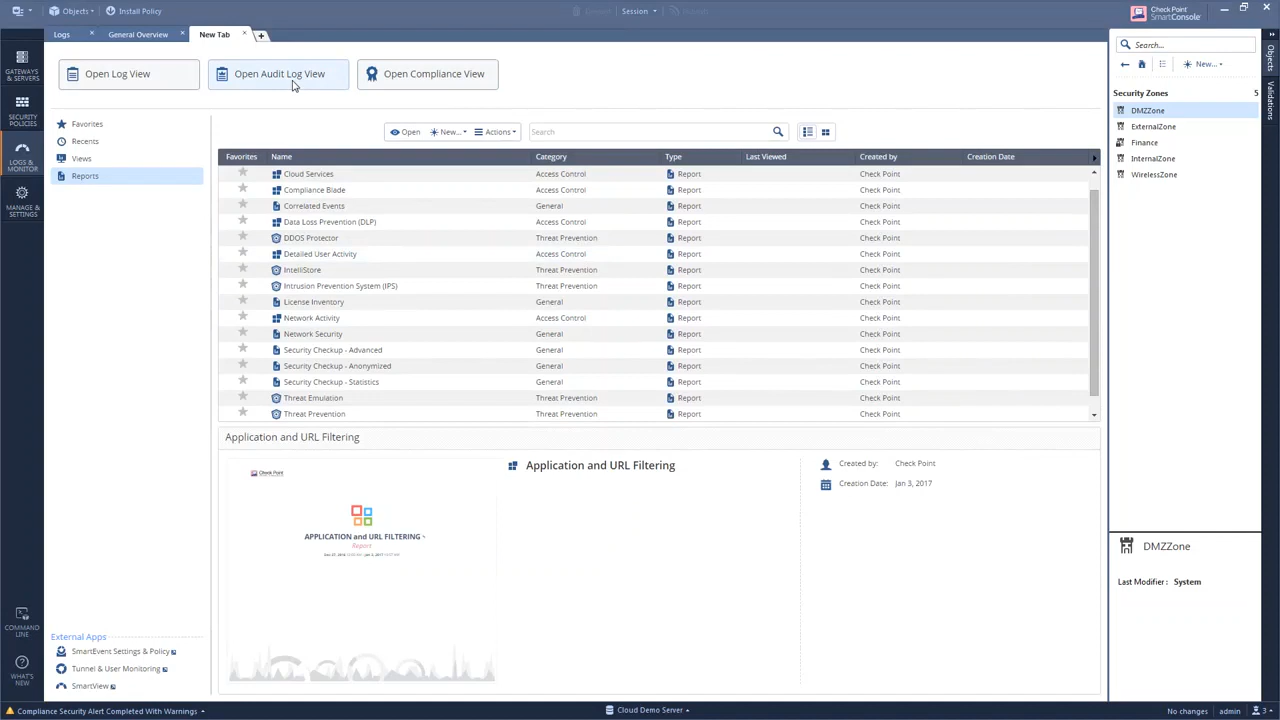 Objects
Install Policy
Discard
Session
Publish
Check Point
SmartConsole
Logs
General Overview
New Tab
GATEWAYS
& SERVERS
SECURITY
POLICIES
LOGS &
MONITOR
MANAGE &
SETTINGS
COMMAND
LINE
WHAT'S
NEW
Open Log View
Open Audit Log View
Open Compliance View
Favorites
Recents
Views
Reports
Open
New...
Actions
Search
Favorites Name Category Type Last Viewed Created by Creation Date
Cloud Services Access Control Report Check Point
Compliance Blade Access Control Report Check Point
Correlated Events General Report Check Point
Data Loss Prevention (DLP) Access Control Report Check Point
DDOS Protector Threat Prevention Report Check Point
Detailed User Activity Access Control Report Check Point
IntelliStore Threat Prevention Report Check Point
Intrusion Prevention System (IPS) Threat Prevention Report Check Point
License Inventory General Report Check Point
Network Activity Access Control Report Check Point
Network Security General Report Check Point
Security Checkup - Advanced General Report Check Point
Security Checkup - Anonymized General Report Check Point
Security Checkup - Statistics General Report Check Point
Threat Emulation Threat Prevention Report Check Point
Threat Prevention Threat Prevention Report Check Point
Application and URL Filtering
Check Point
APPLICATION and URL FILTERING
Report
Application and URL Filtering
Created by: Check Point
Creation Date: Jan 3, 2017
External Apps
SmartEvent Settings & Policy
Tunnel & User Monitoring
SmartView
Search...
New...
Security Zones 5
DMZZone
ExternalZone
Finance
InternalZone
WirelessZone
DMZZone
Last Modifier : System
Objects
Validations
Compliance Security Alert Completed With Warnings
Cloud Demo Server
No changes
admin
3